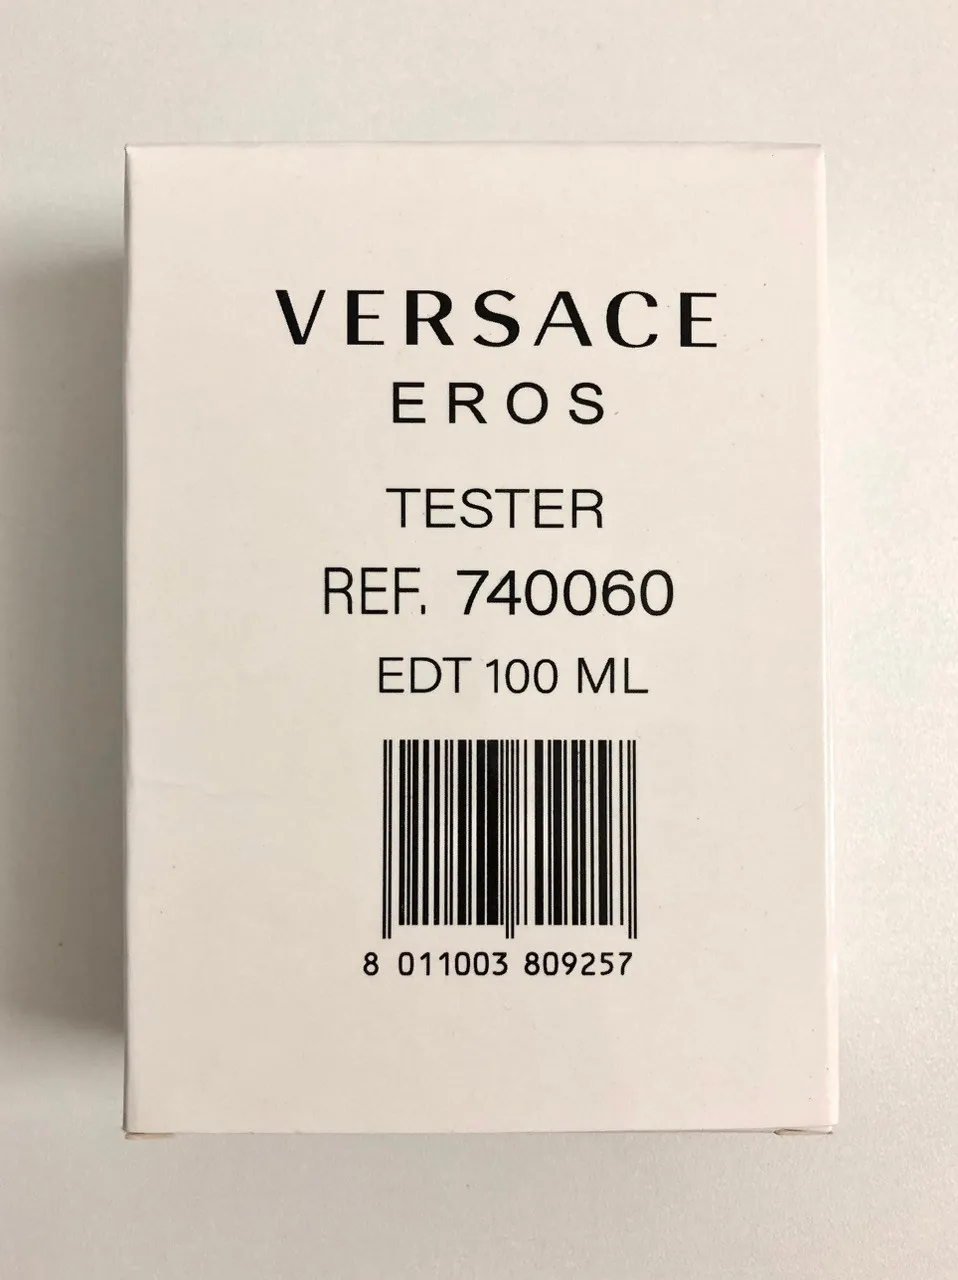 VERSACE
EROS
TESTER
REF. 740060
EDT 100 ML
8 011003 809257